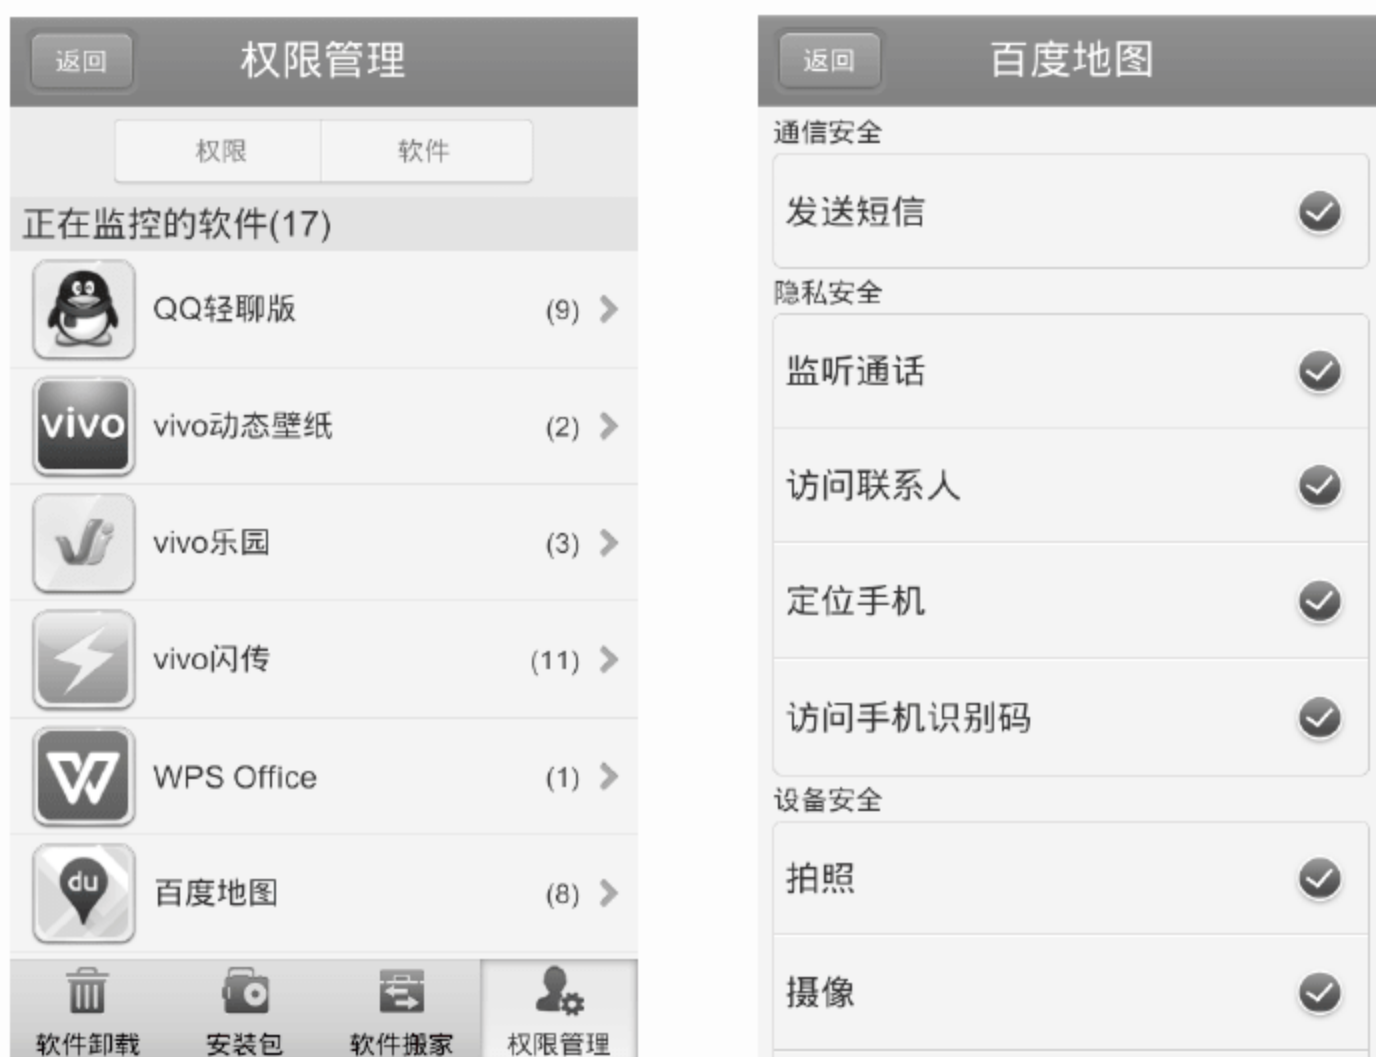 返回
权限管理
权限
软件
正在监控的软件(17)
QQ轻聊版 (9)
vivo
vivo动态壁纸 (2)
vivo乐园 (3)
vivo闪传 (11)
W
WPS Office (1)
du
百度地图 (8)
软件卸载
安装包
软件搬家
权限管理
返回
百度地图
通信安全
发送短信
隐私安全
监听通话
访问联系人
定位手机
访问手机识别码
设备安全
拍照
摄像